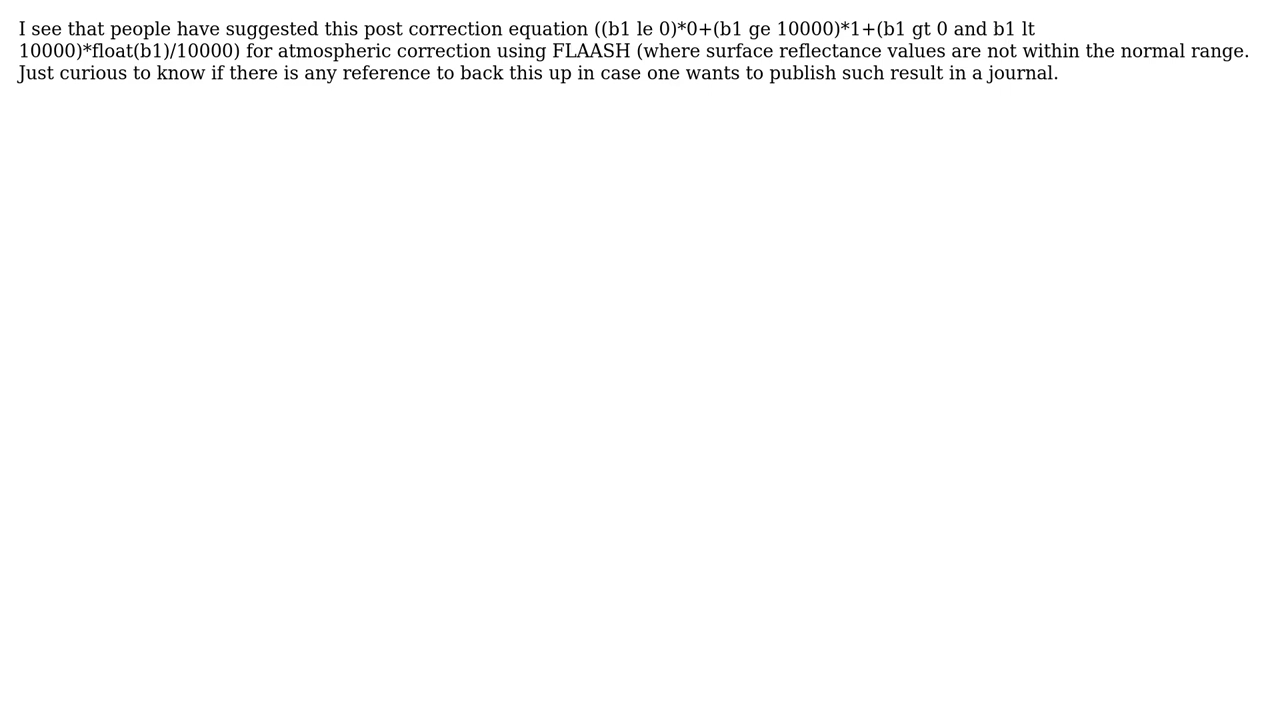 I see that people have suggested this post correction equation ((b1 le 0)*0+(b1 ge 10000)*1+(b1 gt 0 and b1 lt
10000)*float(b1)/10000) for atmospheric correction using FLAASH (where surface reflectance values are not within the normal range.
Just curious to know if there is any reference to back this up in case one wants to publish such result in a journal.